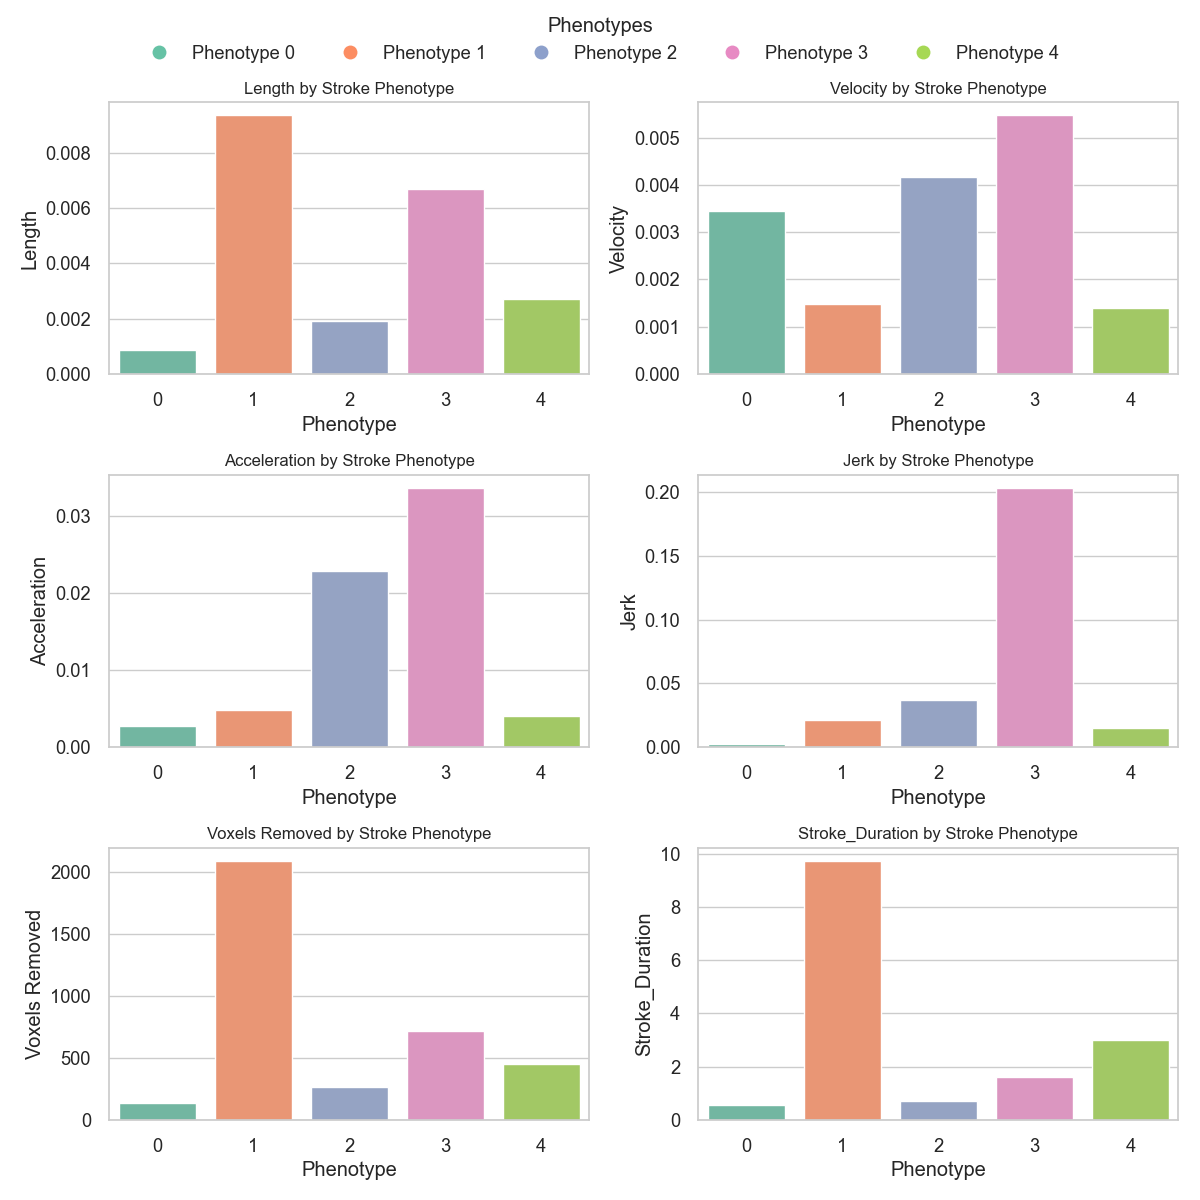 Phenotypes
Phenotype 0 Phenotype 1 Phenotype 2 Phenotype 3 Phenotype 4
Length by Stroke Phenotype
Length
0.008
0.006
0.004
0.002
0.000
0 1 2 3 4
Phenotype
Velocity by Stroke Phenotype
Velocity
0.005
0.004
0.003
0.002
0.001
0.000
0 1 2 3 4
Phenotype
Acceleration by Stroke Phenotype
Acceleration
0.03
0.02
0.01
0.00
0 1 2 3 4
Phenotype
Jerk by Stroke Phenotype
Jerk
0.20
0.15
0.10
0.05
0.00
0 1 2 3 4
Phenotype
Voxels Removed by Stroke Phenotype
Voxels Removed
2000
1500
1000
500
0
0 1 2 3 4
Phenotype
Stroke_Duration by Stroke Phenotype
Stroke_Duration
10
8
6
4
2
0
0 1 2 3 4
Phenotype